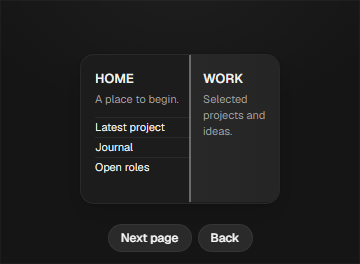 HOME
A place to begin.
Latest project
Journal
Open roles
WORK
Selected
projects and
ideas.
Next page
Back